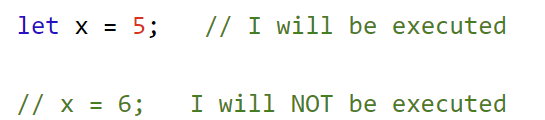 let x = 5;   // I will be executed
// x = 6;   I will NOT be executed